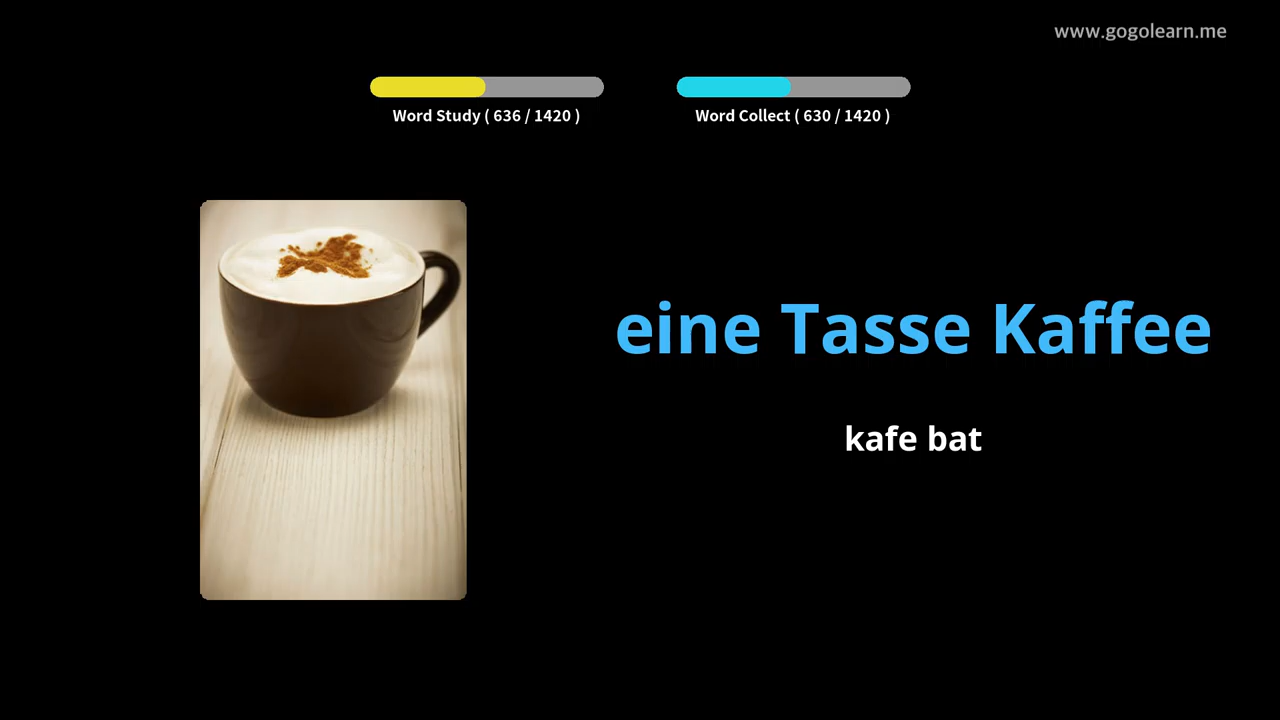 www.gogolearn.me
Word Study ( 636 / 1420 )
Word Collect ( 630 / 1420 )
eine Tasse Kaffee
kafe bat